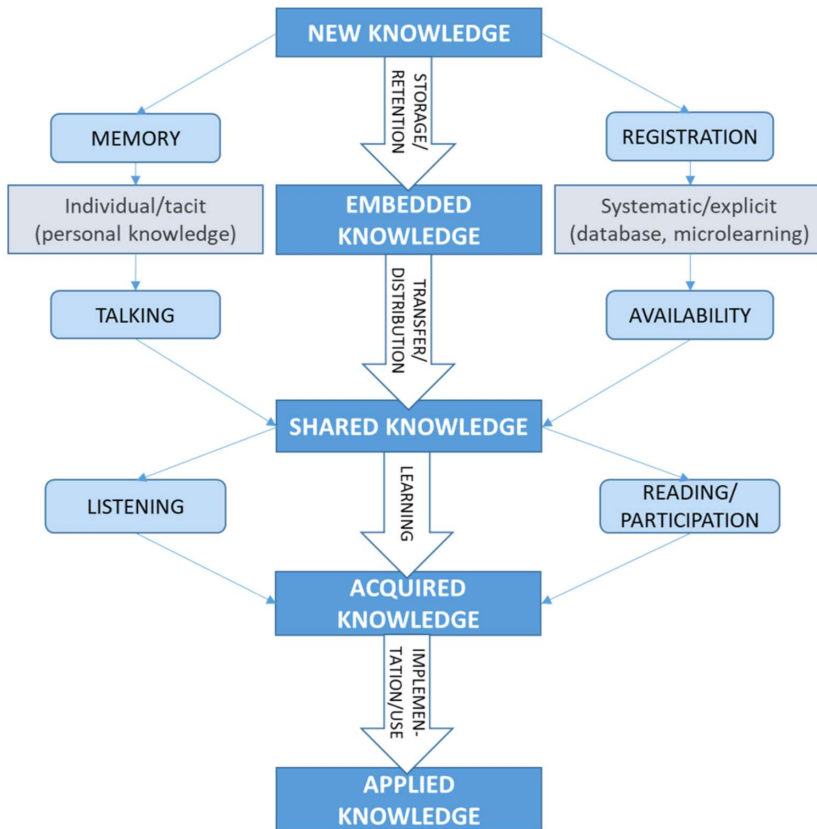 NEW KNOWLEDGE
STORAGE/
RETENTION
MEMORY
REGISTRATION
Individual/tacit
(personal knowledge)
EMBEDDED
KNOWLEDGE
Systematic/explicit
(database, microlearning)
TRANSFER/
DISTRIBUTION
TALKING
AVAILABILITY
SHARED KNOWLEDGE
LEARNING
LISTENING
READING/
PARTICIPATION
ACQUIRED
KNOWLEDGE
IMPLEMEN-
TATION/USE
APPLIED
KNOWLEDGE